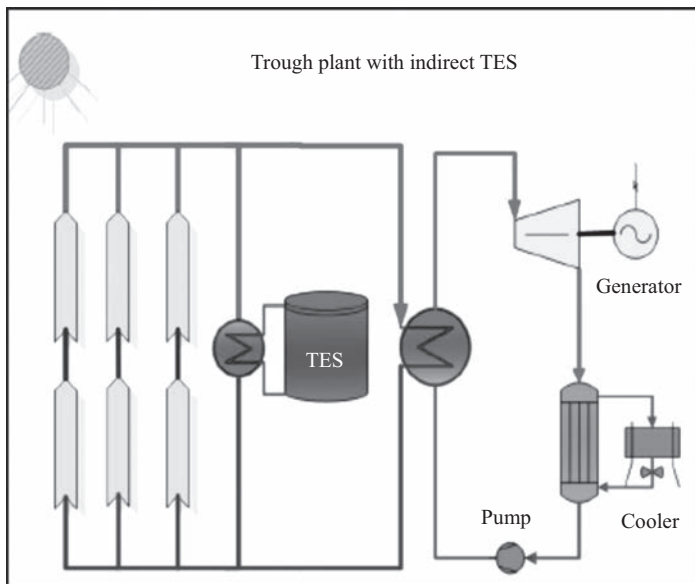 Trough plant with indirect TES
Generator
TES
Pump
Cooler